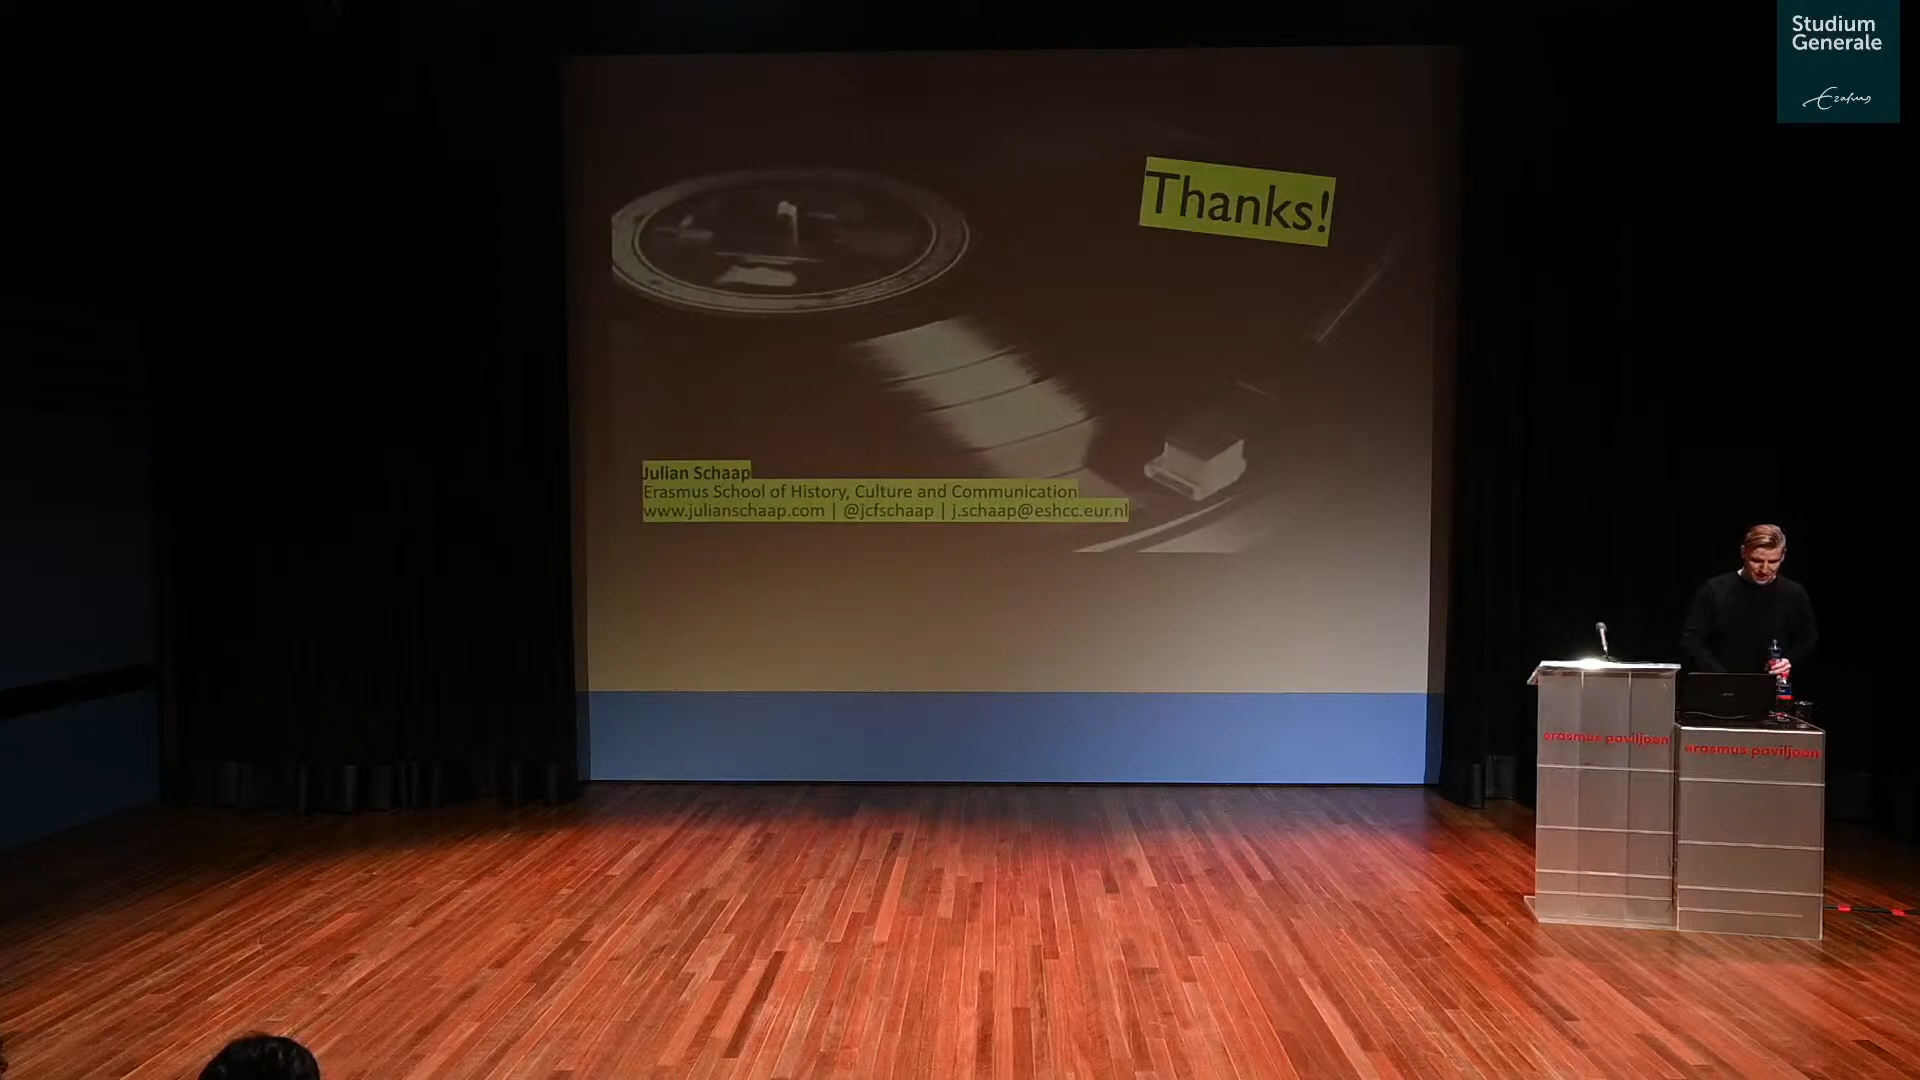 Studium
Generale
Erasmus
Thanks!
Julian Schaap
Erasmus School of History, Culture and Communication
www.julianschaap.com | @jcfschaap | j.schaap@eshcc.eur.nl
erasmus paviljoen
erasmus paviljoen